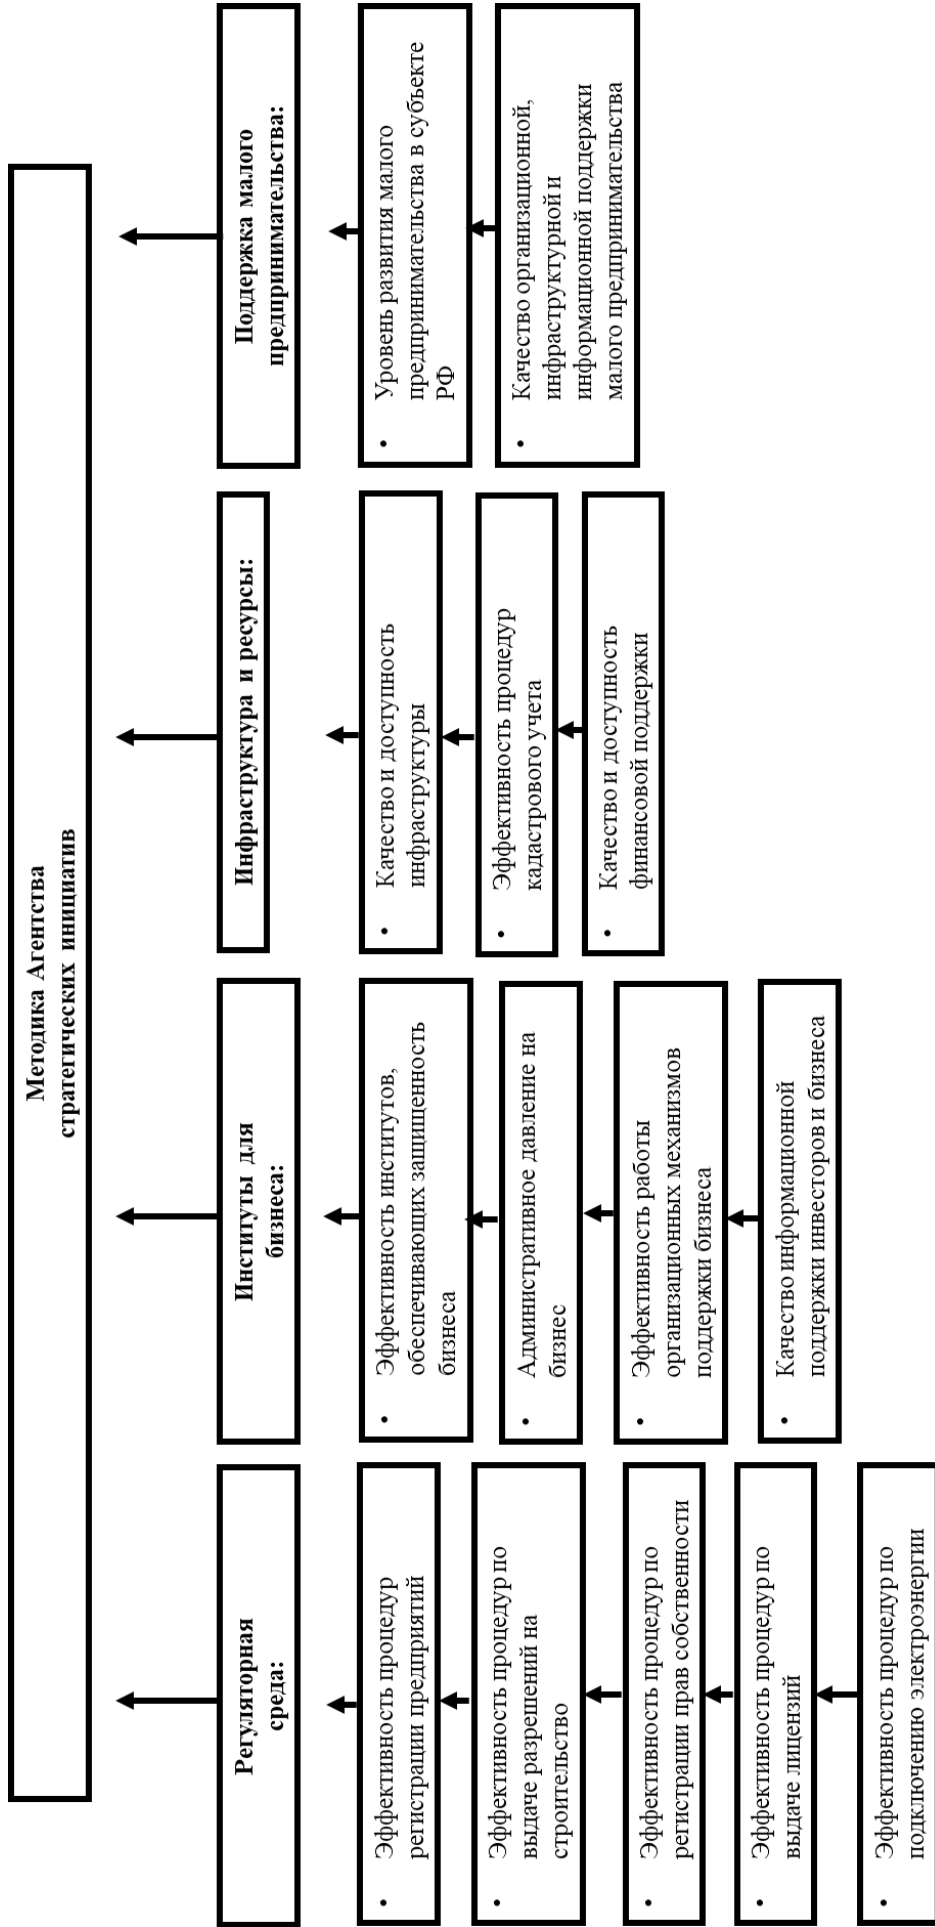 Методика Агентства
стратегических инициатив
Регуляторная
среда:
• Эффективность процедур
регистрации предприятий
• Эффективность процедур по
выдаче разрешений на
строительство
• Эффективность процедур по
регистрации прав собственности
• Эффективность процедур по
выдаче лицензий
• Эффективность процедур по
подключению электроэнергии
Институты для
бизнеса:
• Эффективность институтов,
обеспечивающих защищенность
бизнеса
• Административное давление на
бизнес
• Эффективность работы
организационных механизмов
поддержки бизнеса
• Качество информационной
поддержки инвесторов и бизнеса
Инфраструктура и ресурсы:
• Качество и доступность
инфраструктуры
• Эффективность процедур
кадастрового учета
• Качество и доступность
финансовой поддержки
Поддержка малого
предпринимательства:
• Уровень развития малого
предпринимательства в субъекте
РФ
• Качество организационной,
инфраструктурной и
информационной поддержки
малого предпринимательства